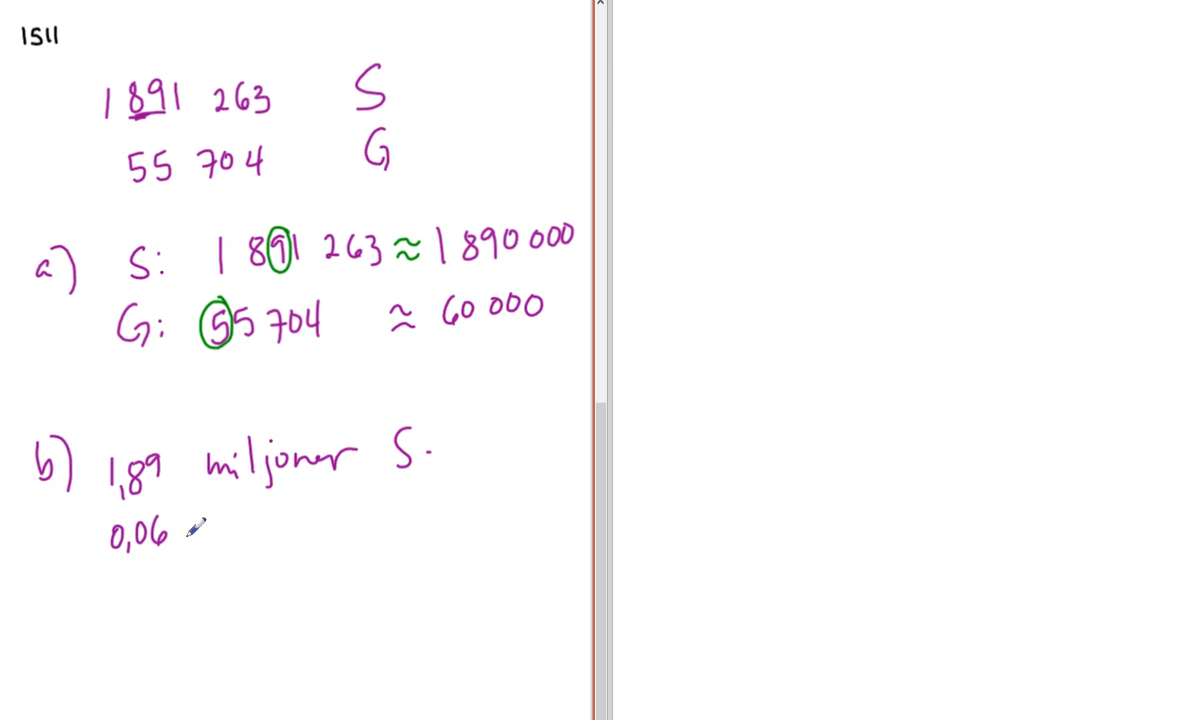 1511
1 891 263 S
55 704 G
a) S: 1 891 263 ≈ 1 890 000
G: 55 704 ≈ 60 000
b) 1,89 miljoner S.
0,06